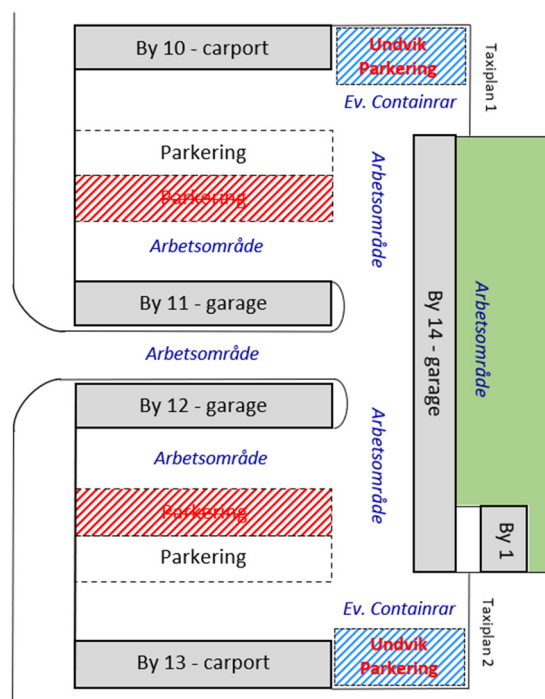 By 10 - carport
Undvik
Parkering
Taxiplan 1
Ev. Containrar
Parkering
Parkering
Arbetsområde
Arbetsområde
By 11 - garage
By 14 - garage
Arbetsområde
Arbetsområde
By 12 - garage
Arbetsområde
Arbetsområde
Parkering
By 1
Parkering
Ev. Containrar
Taxiplan 2
By 13 - carport
Undvik
Parkering